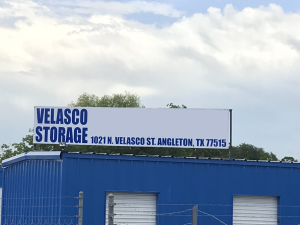 VELASCO
STORAGE 1021 N. VELASCO ST. ANGLETON, TX 77515